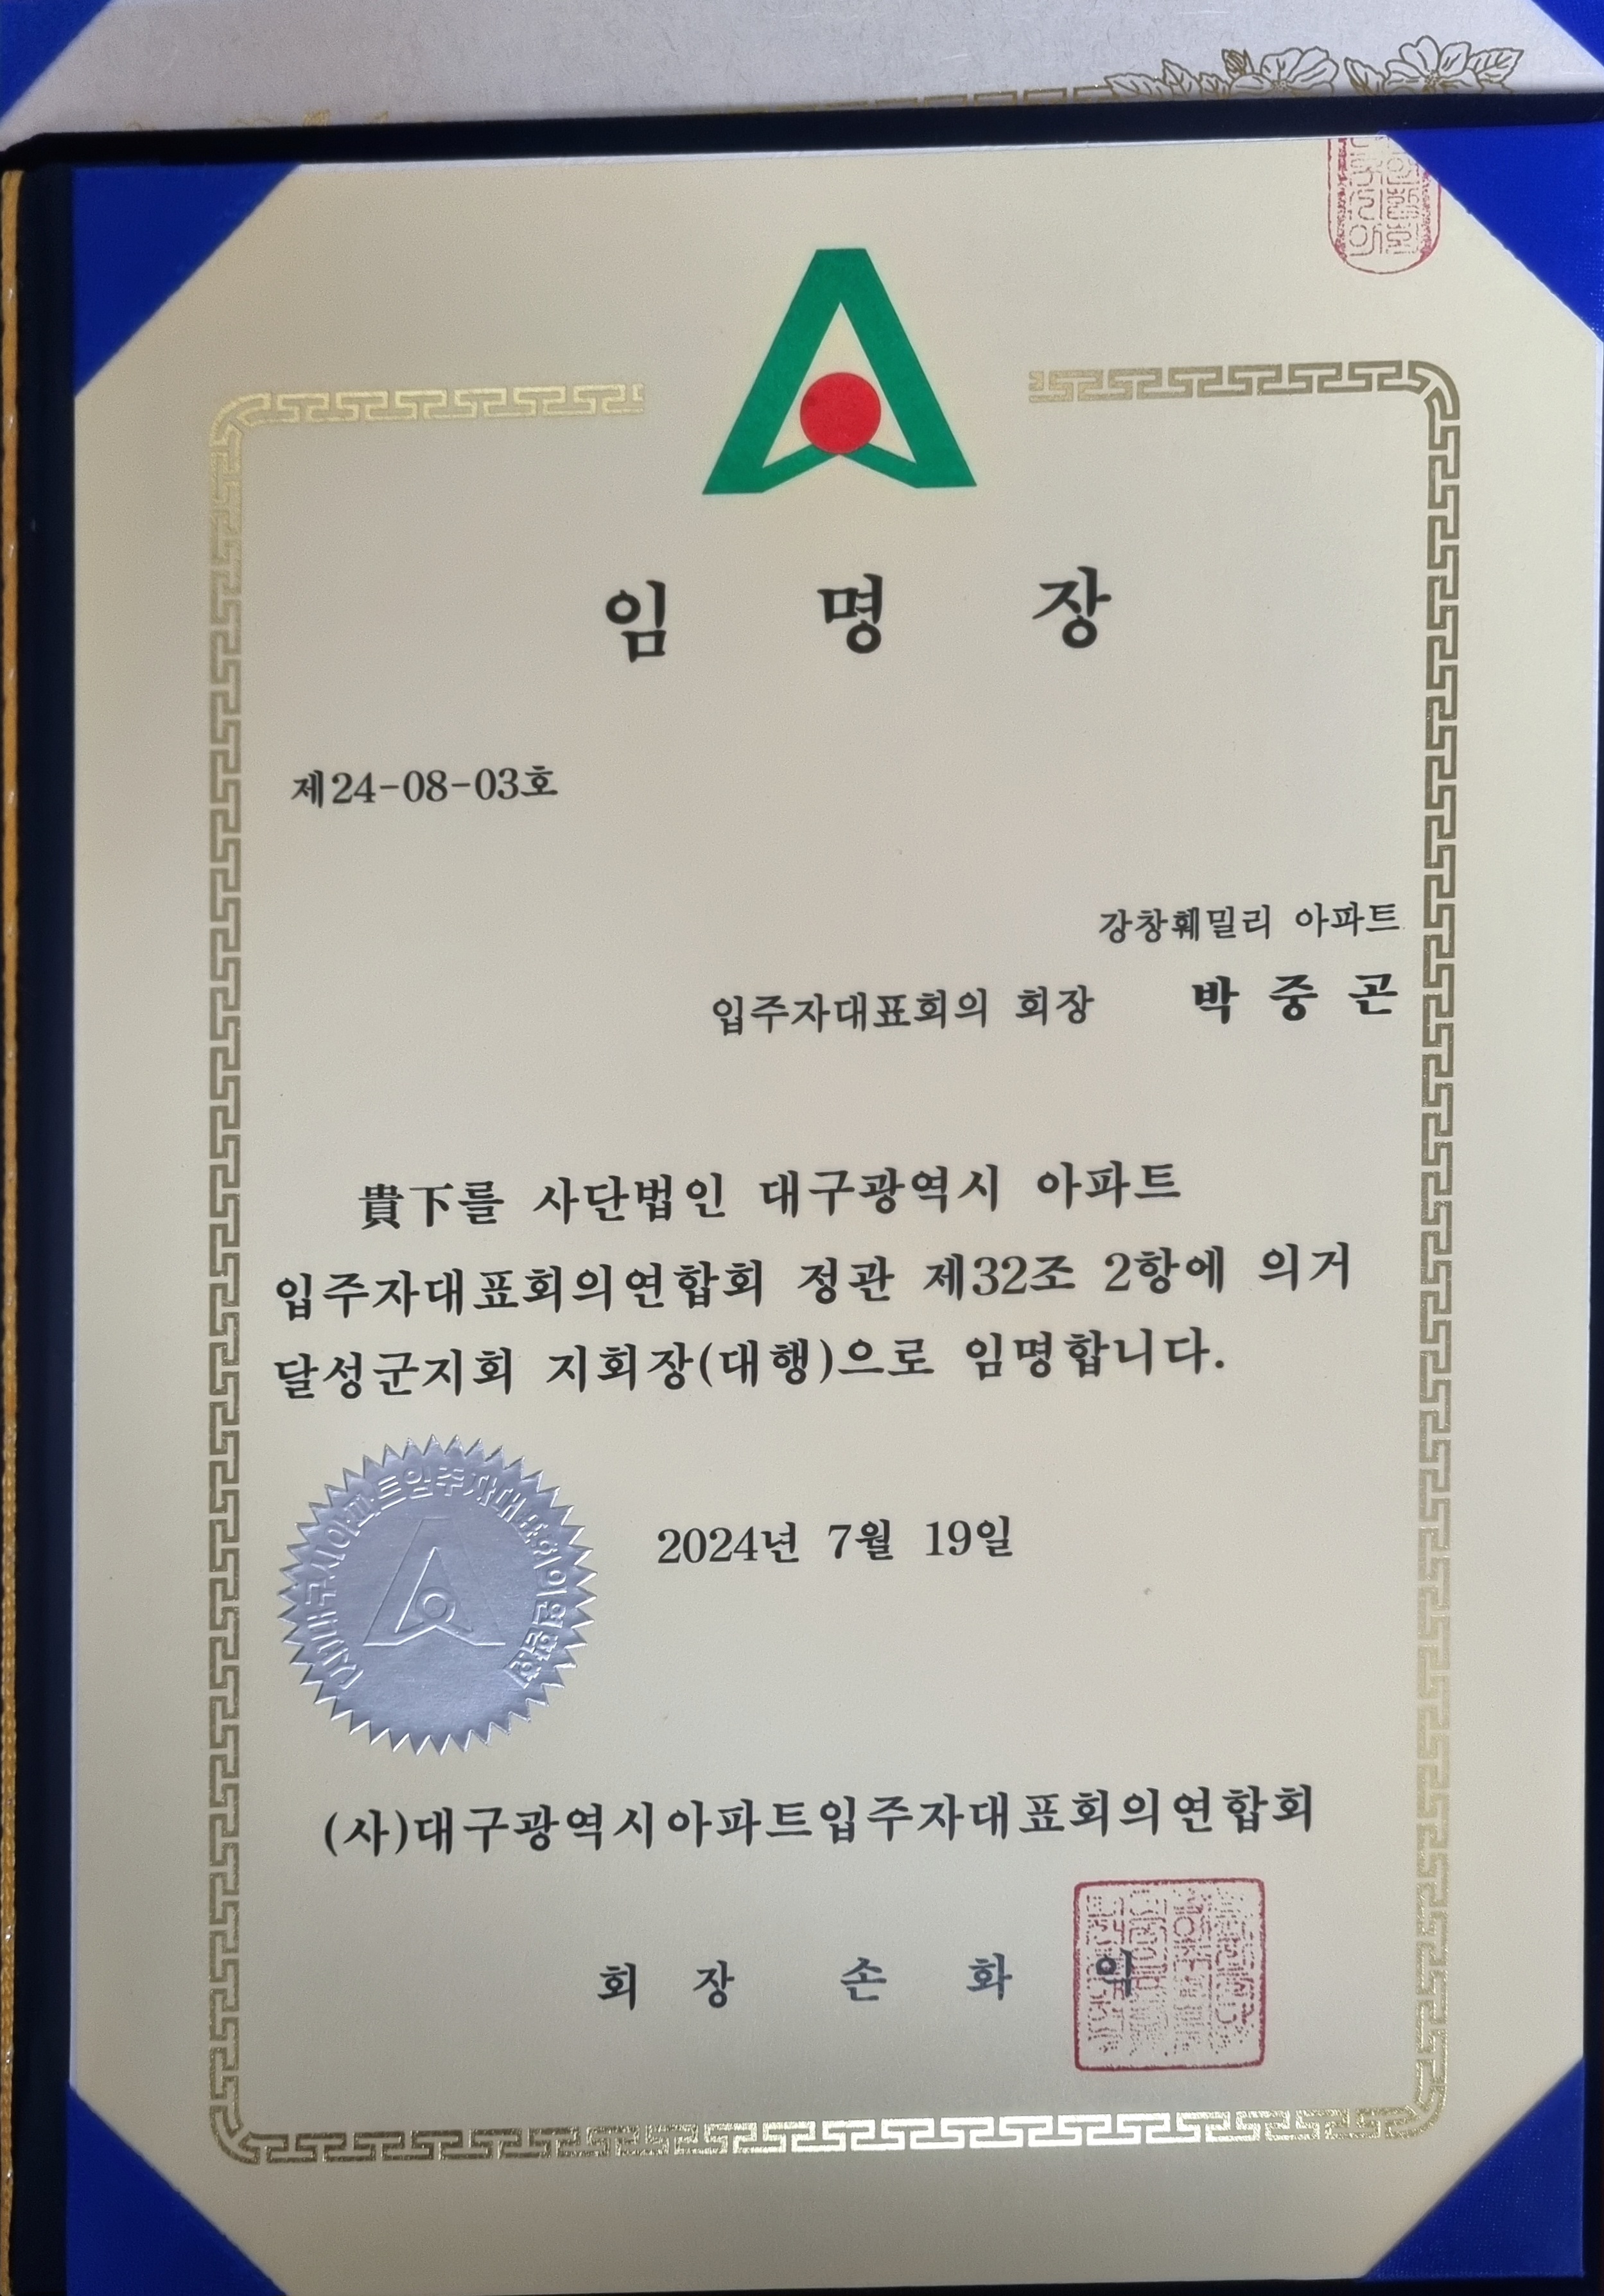 임 명 장
제24-08-03호
강창훼밀리 아파트
입주자대표회의 회장 박 중 곤
貴下를 사단법인 대구광역시 아파트
입주자대표회의연합회 정관 제32조 2항에 의거
달성군지회 지회장(대행)으로 임명합니다.
2024년 7월 19일
(사)대구광역시아파트입주자대표회의연합회
회 장 손 화 익